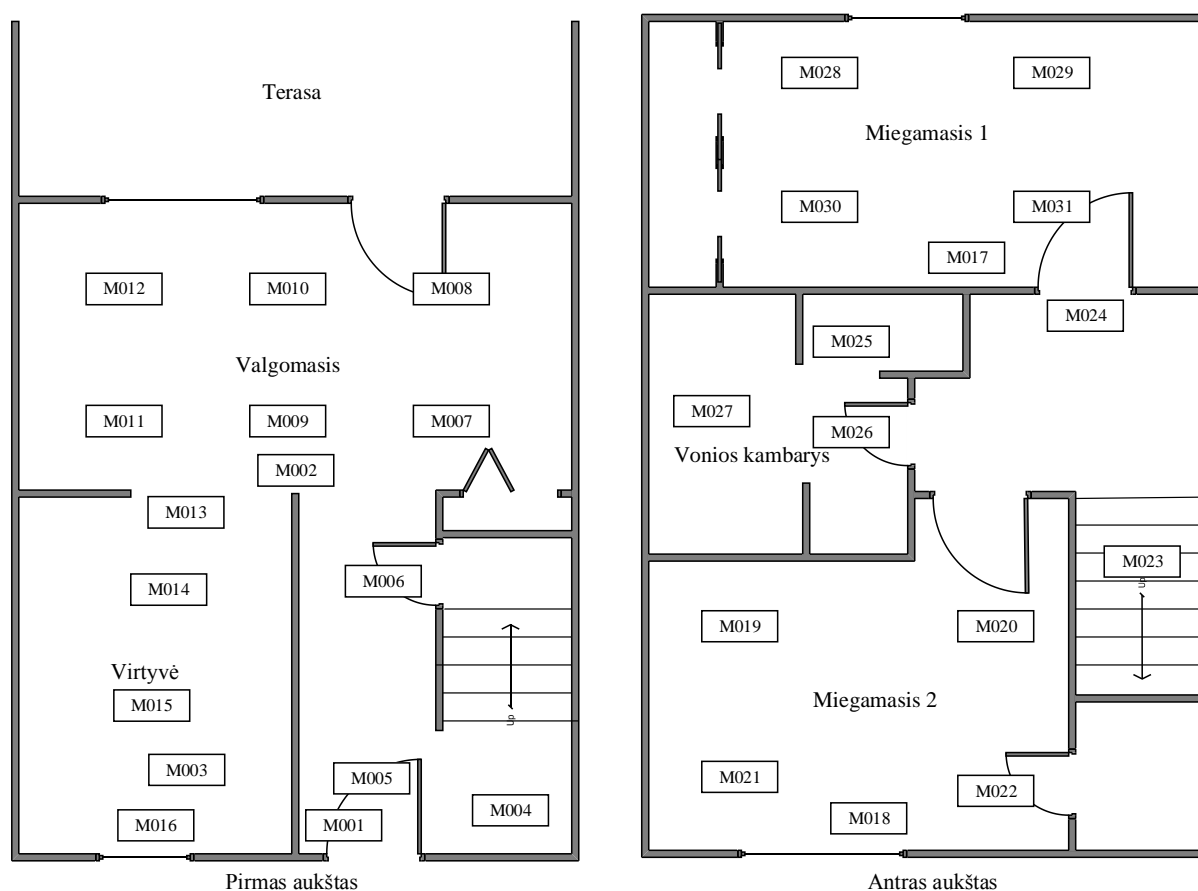 Terasa
M012
M010
M008
Valgomasis
M011
M009
M007
M002
M013
M014
M006
Virtyvė
M015
Up
M003
M005
M016
M001
M004
Pirmas aukštas
M028
M029
Miegamasis 1
M030
M031
M017
M024
M025
M027
M026
Vonios kambarys
M023
Up
M019
M020
Miegamasis 2
M021
M022
M018
Antras aukštas